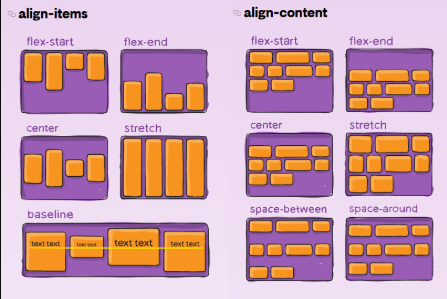 align-items
flex-start
flex-end
center
stretch
baseline
text text
text text
text text
text text
align-content
flex-start
flex-end
center
stretch
space-between
space-around